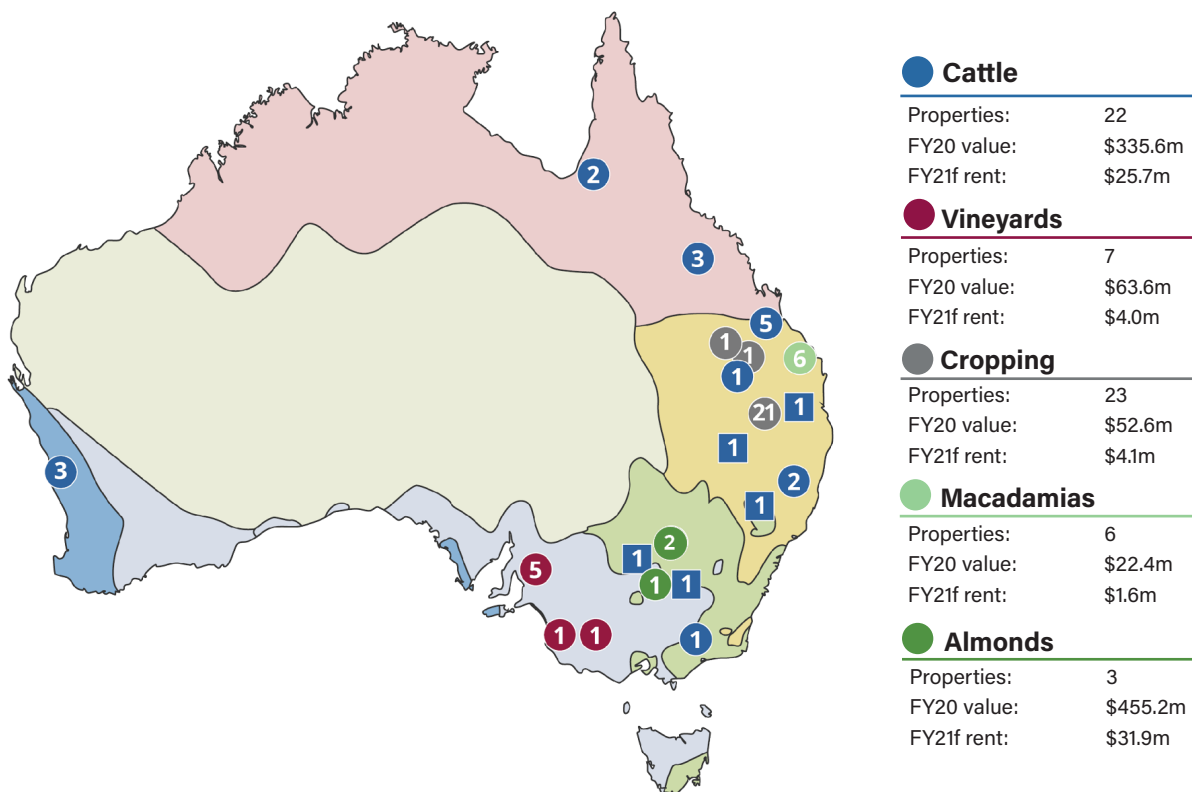 2
3
5
1
1
6
1
21
1
1
3
2
1
2
1
5
1
1
1
1
1
Cattle
Properties: 22
FY20 value: $335.6m
FY21f rent: $25.7m
Vineyards
Properties: 7
FY20 value: $63.6m
FY21f rent: $4.0m
Cropping
Properties: 23
FY20 value: $52.6m
FY21f rent: $4.1m
Macadamias
Properties: 6
FY20 value: $22.4m
FY21f rent: $1.6m
Almonds
Properties: 3
FY20 value: $455.2m
FY21f rent: $31.9m